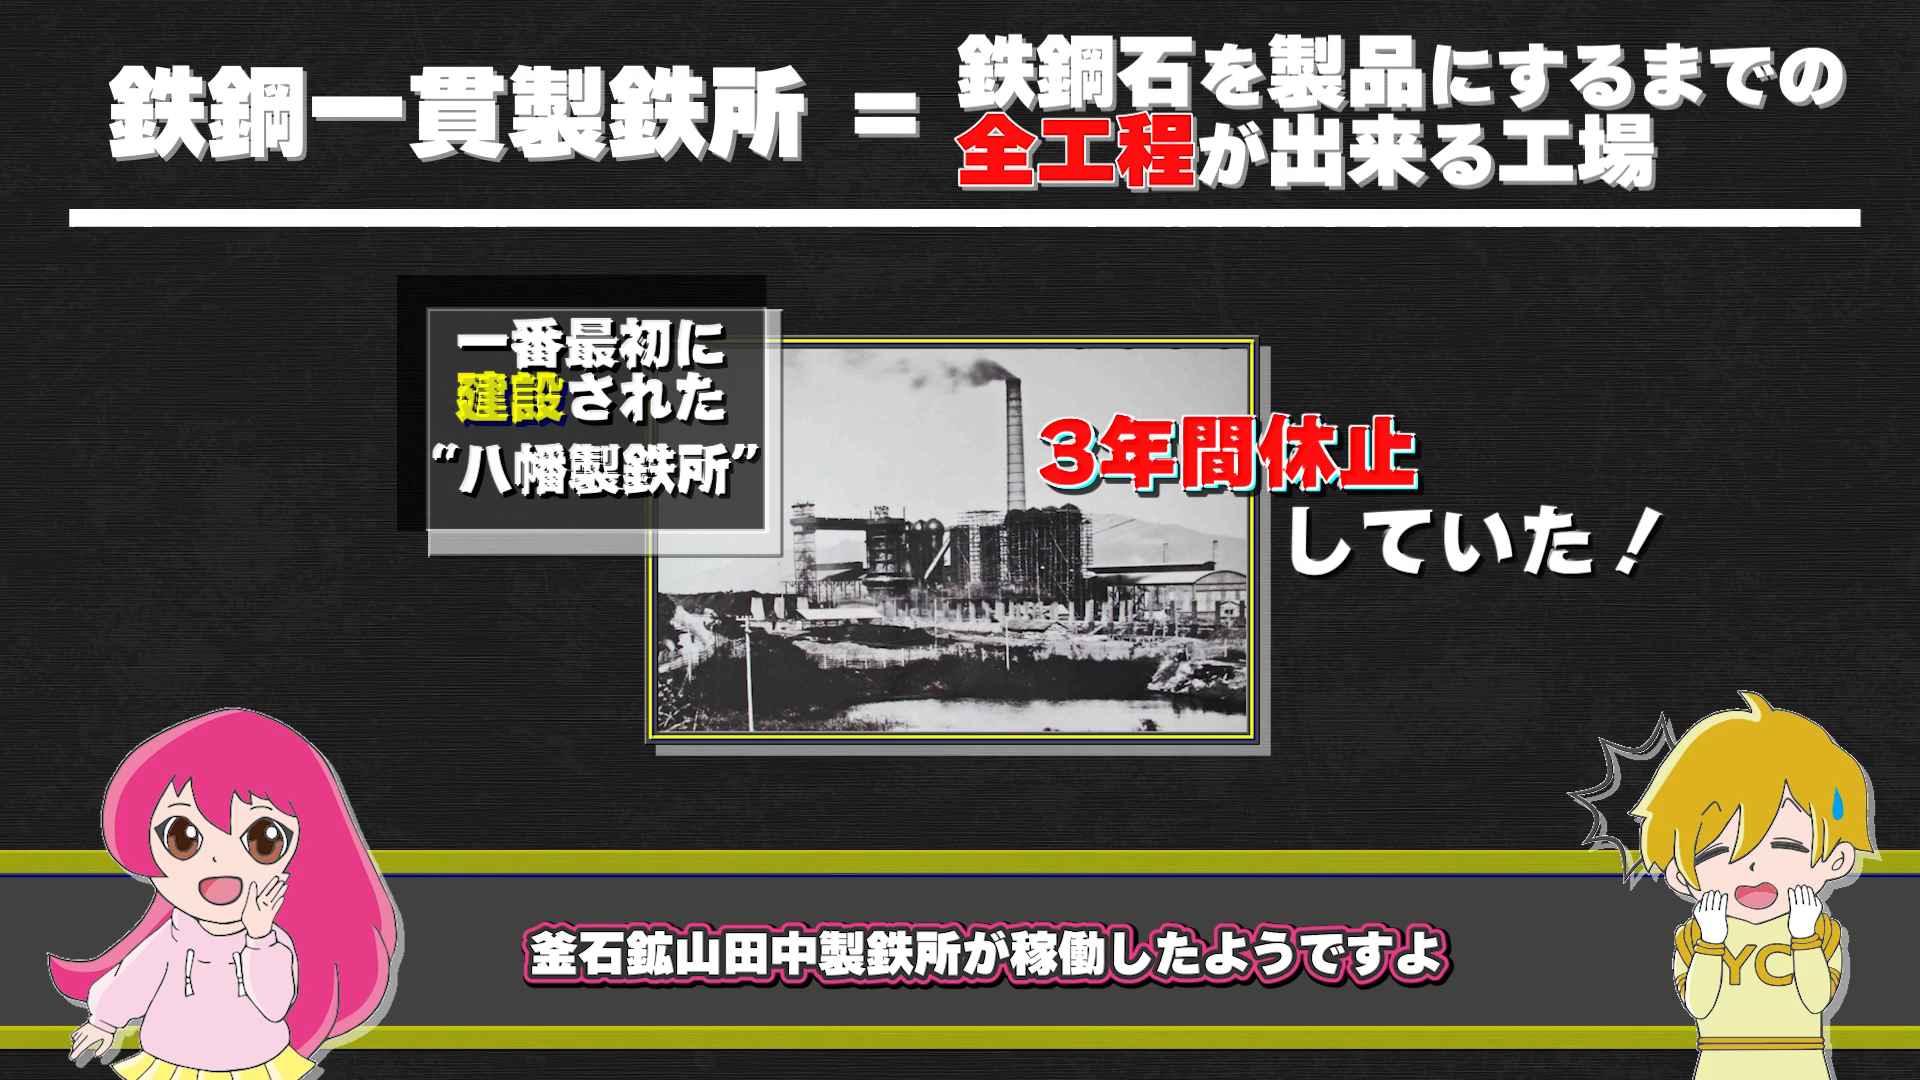 鉄鋼一貫製鉄所 = 鉄鋼石を製品にするまでの
全工程が出来る工場
一番最初に
建設された
“八幡製鉄所”
3年間休止
していた！
YC
釜石鉱山田中製鉄所が稼働したようですよ